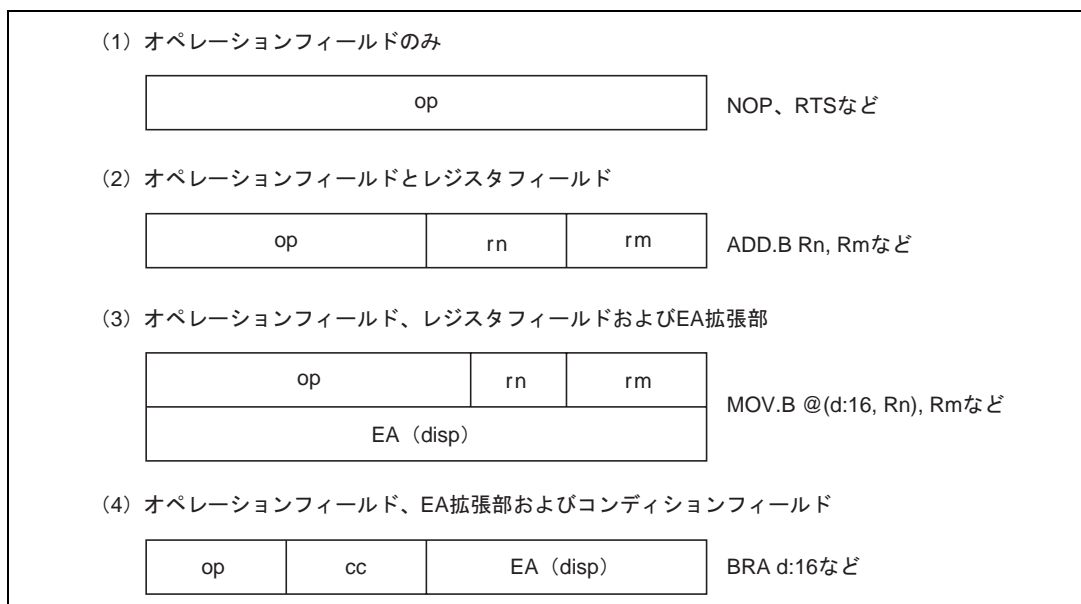 （1）オペレーションフィールドのみ
op
NOP、RTSなど
（2）オペレーションフィールドとレジスタフィールド
op rn rm
ADD.B Rn, Rmなど
（3）オペレーションフィールド、レジスタフィールドおよびEA拡張部
op rn rm
EA（disp）
MOV.B @(d:16, Rn), Rmなど
（4）オペレーションフィールド、EA拡張部およびコンディションフィールド
op cc EA（disp）
BRA d:16など